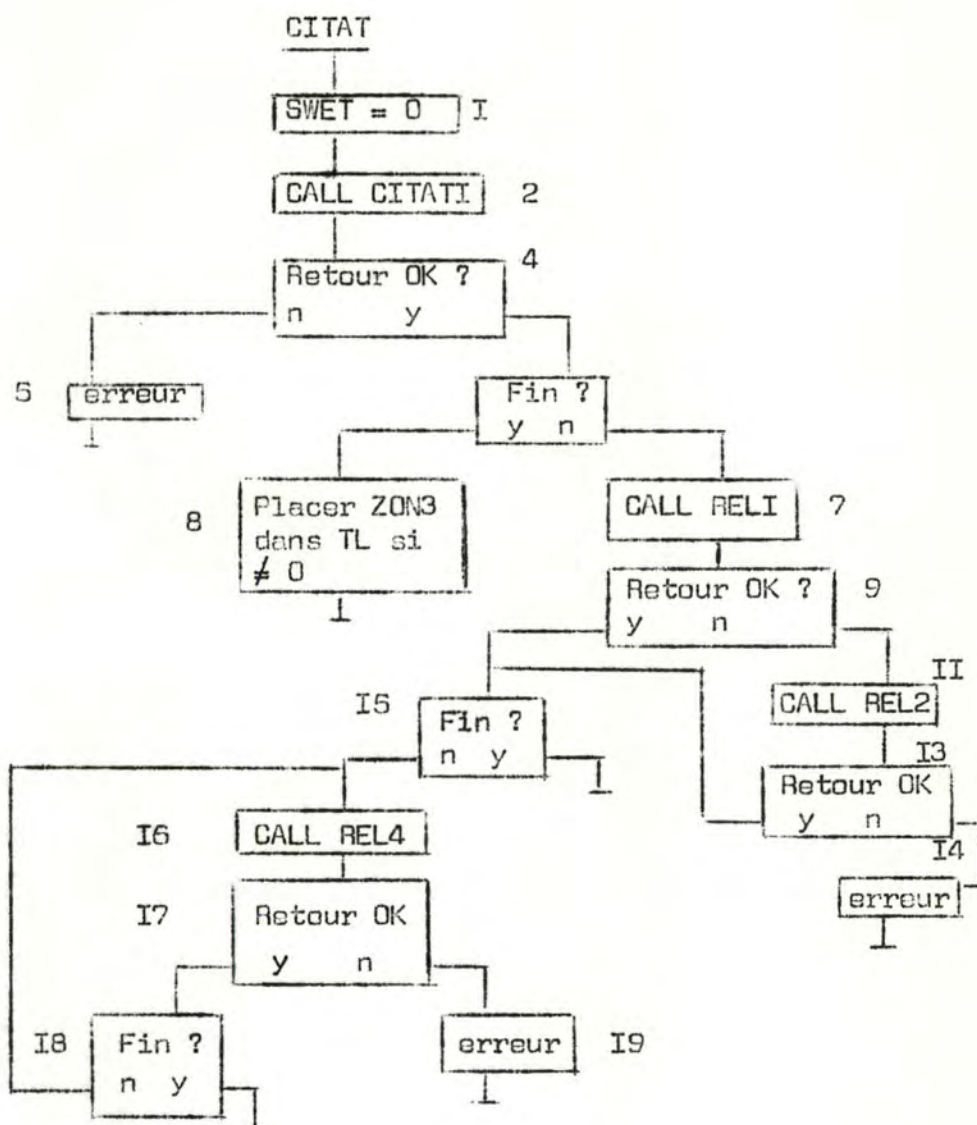 CITAT
SWET = 0 I
CALL CITATI 2
4
Retour OK ?
n y
5 erreur
Fin ?
y n
8 Placer ZON3
dans TL si
≠ 0
CALL RELI 7
Retour OK ? 9
y n
II
CALL REL2
I5 Fin ?
n y
I3
Retour OK
y n
I4
erreur
I6 CALL REL4
I7 Retour OK
y n
I8 Fin ?
n y
erreur I9